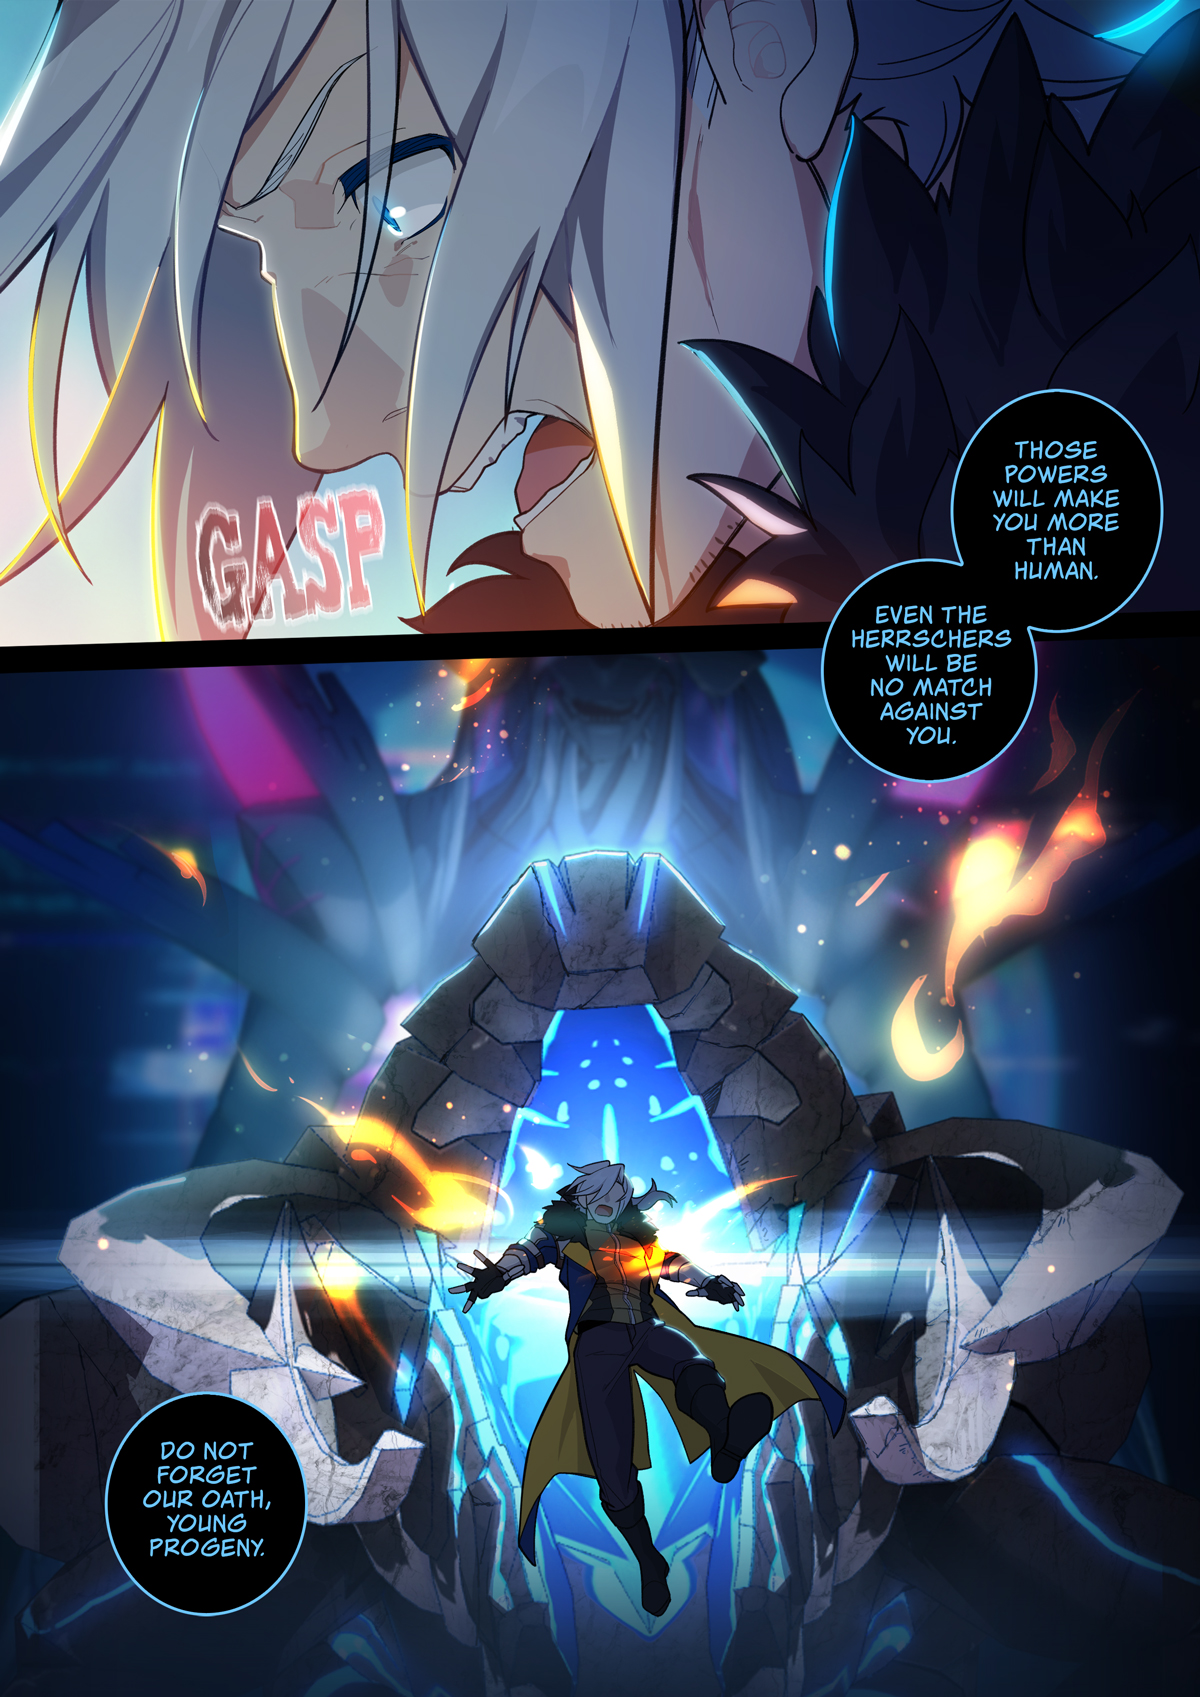 GASP
THOSE
POWERS
WILL MAKE
YOU MORE
THAN
HUMAN.
EVEN THE
HERRSCHERS
WILL BE
NO MATCH
AGAINST
YOU.
DO NOT
FORGET
OUR OATH,
YOUNG
PROGENY.